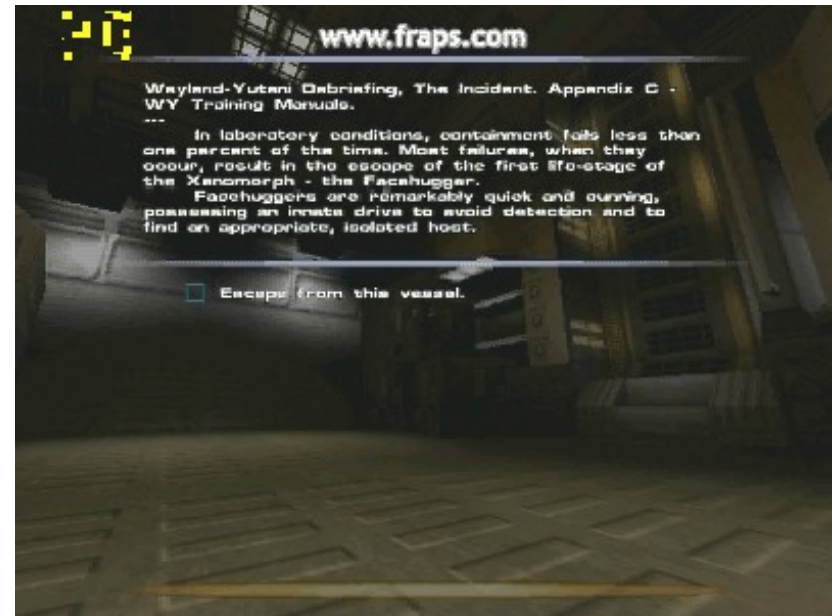 www.fraps.com
Weyland-Yutani Debriefing, The Incident. Appendix C -
WY Training Manuals.
---
In laboratory conditions, containment fails less than
one percent of the time. Most failures, when they
occur, result in the escape of the first life-stage of
the Xenomorph - the Facehugger.
Facehuggers are remarkably quick and cunning,
possessing an innate drive to avoid detection and to
find an appropriate, isolated host.
Escape from this vessel.